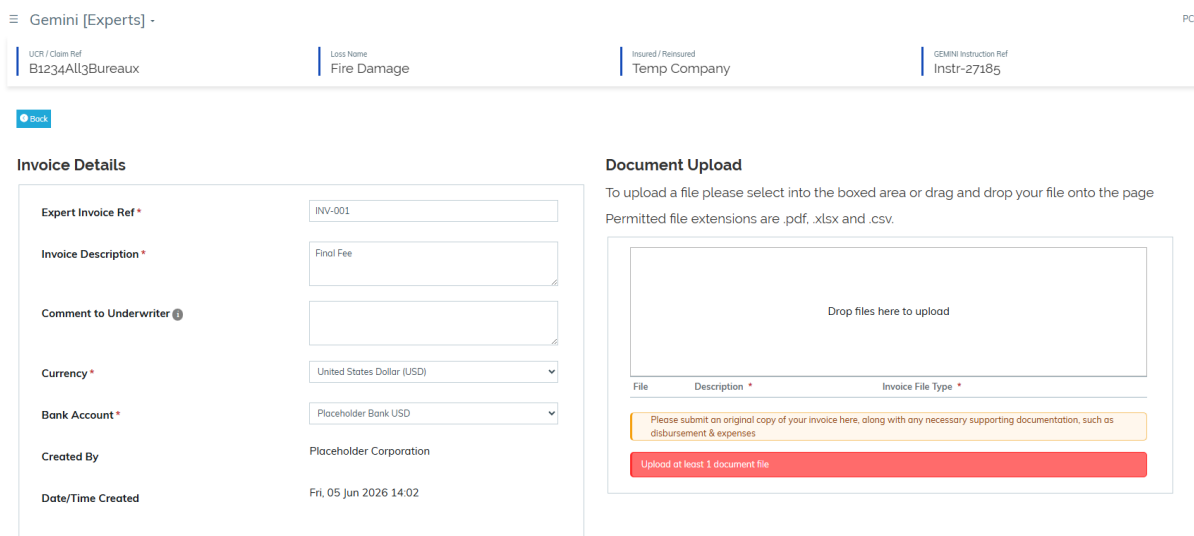 ☰ Gemini [Experts] -
PC
UCR / Claim Ref
B1234All3Bureaux
Loss Name
Fire Damage
Insured / Reinsured
Temp Company
GEMINI Instruction Ref
Instr-27185
Back
Invoice Details
Expert Invoice Ref *
INV-001
Invoice Description *
Final Fee
Comment to Underwriter
Currency *
United States Dollar (USD)
Bank Account *
Placeholder Bank USD
Created By
Placeholder Corporation
Date/Time Created
Fri, 05 Jun 2026 14:02
Document Upload
To upload a file please select into the boxed area or drag and drop your file onto the page
Permitted file extensions are .pdf, .xlsx and .csv.
Drop files here to upload
File Description * Invoice File Type *
Please submit an original copy of your invoice here, along with any necessary supporting documentation, such as
disbursement & expenses
Upload at least 1 document file